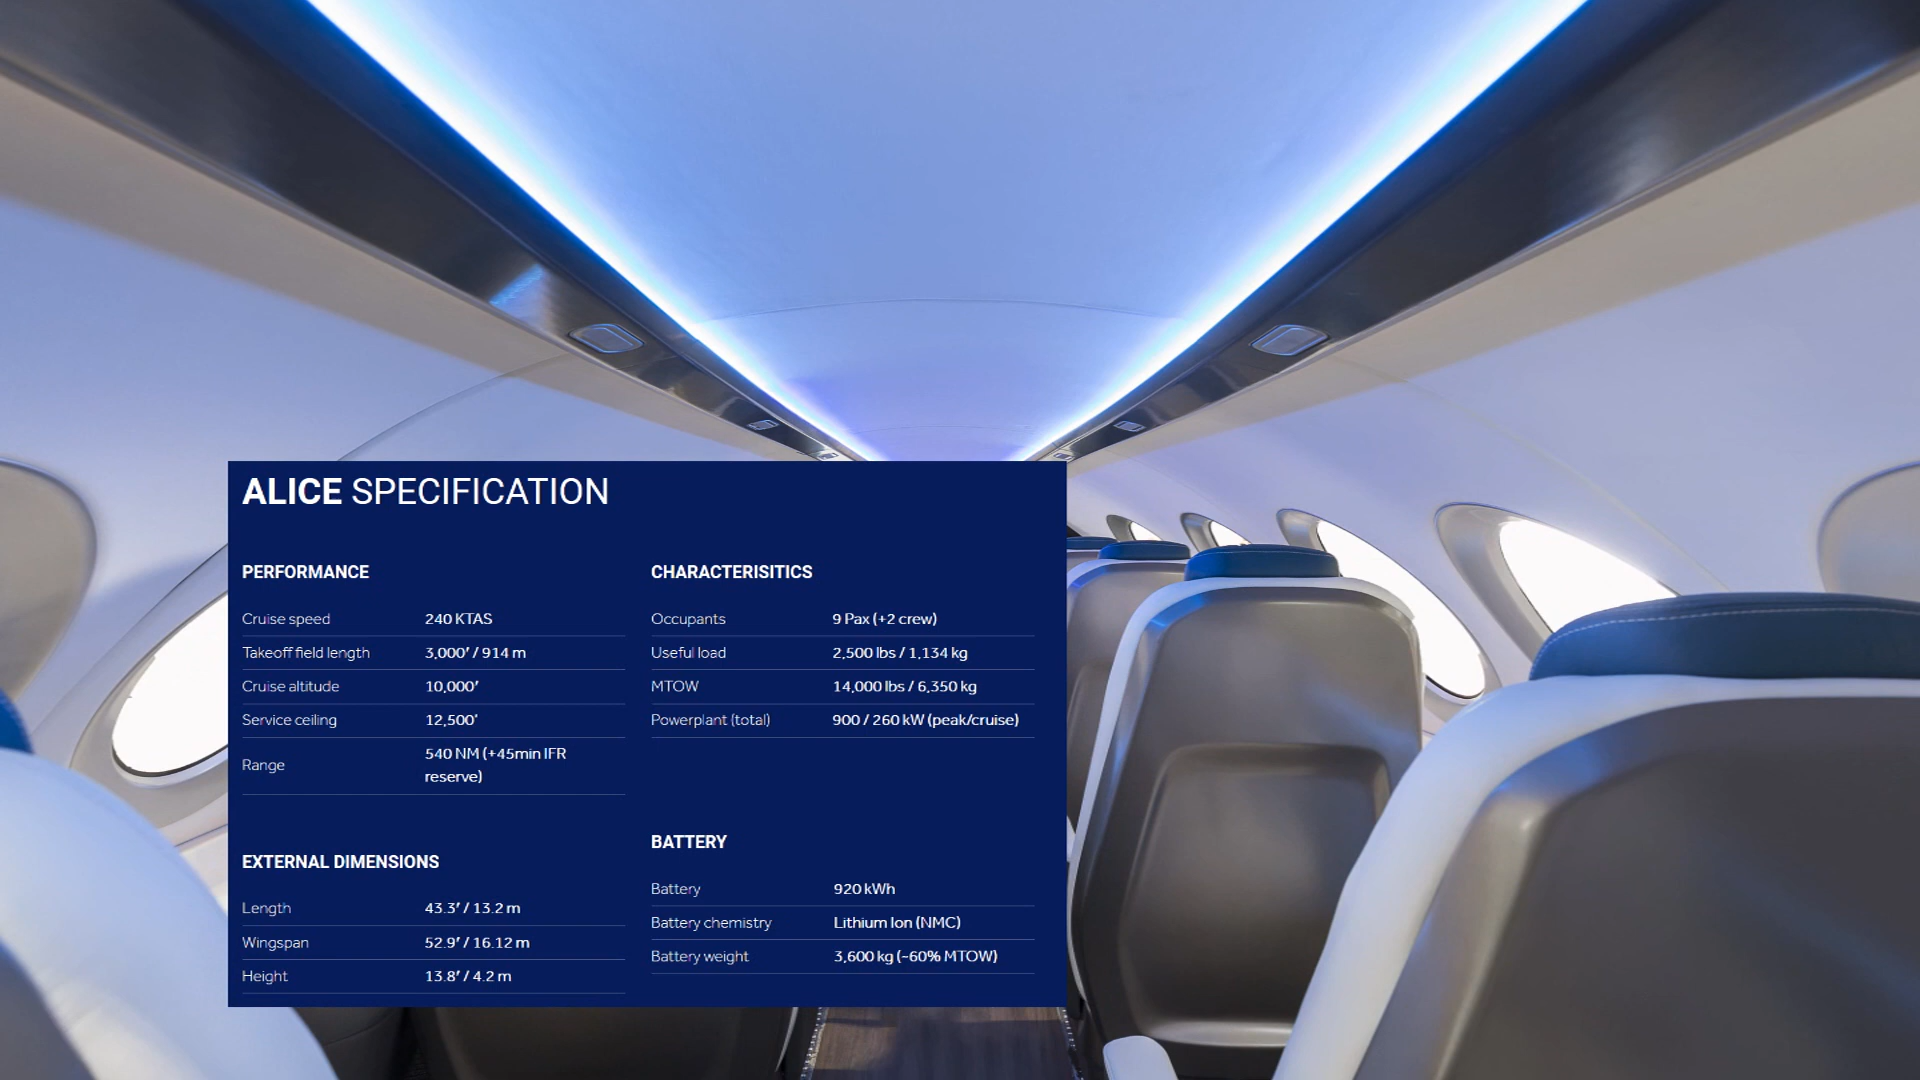 ALICE SPECIFICATION
PERFORMANCE
Cruise speed 240 KTAS
Takeoff field length 3,000′ / 914 m
Cruise altitude 10,000′
Service ceiling 12,500′
Range 540 NM (+45min IFR
reserve)
EXTERNAL DIMENSIONS
Length 43.3′ / 13.2 m
Wingspan 52.9′ / 16.12 m
Height 13.8′ / 4.2 m
CHARACTERISITICS
Occupants 9 Pax (+2 crew)
Useful load 2,500 lbs / 1,134 kg
MTOW 14,000 lbs / 6,350 kg
Powerplant (total) 900 / 260 kW (peak/cruise)
BATTERY
Battery 920 kWh
Battery chemistry Lithium Ion (NMC)
Battery weight 3,600 kg (~60% MTOW)